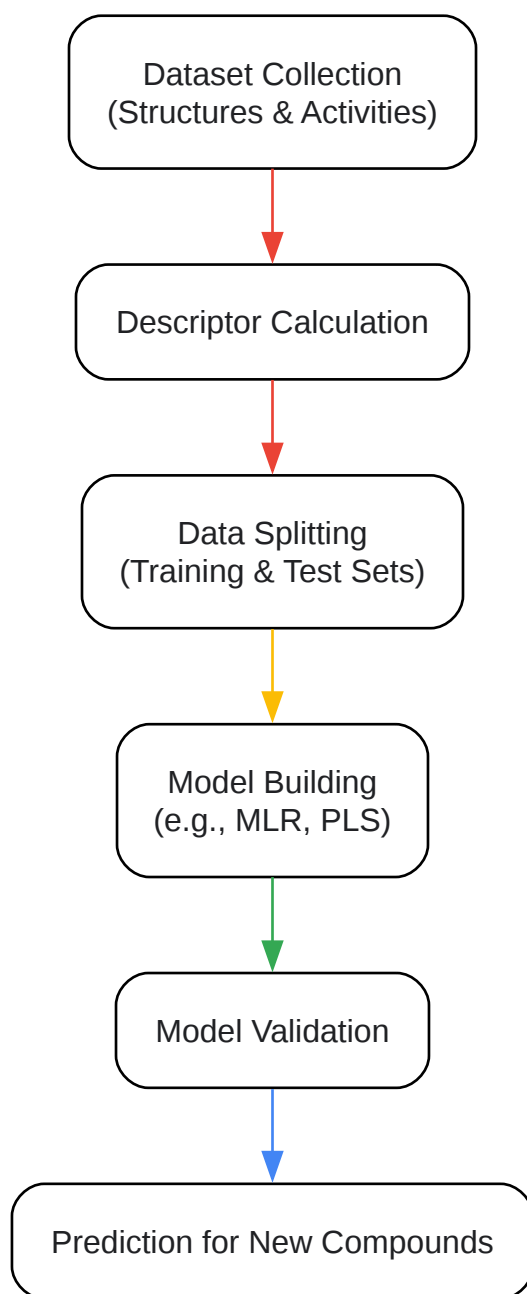 Dataset Collection
(Structures & Activities)
Descriptor Calculation
Data Splitting
(Training & Test Sets)
Model Building
(e.g., MLR, PLS)
Model Validation
Prediction for New Compounds